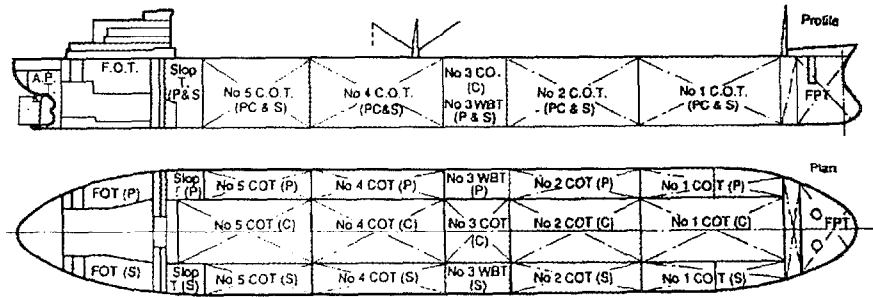 Profile
A.P.
T.
F.O.T.
Slop
T.
(P&S
No 5 C.O.T.
(PC & S)
No 4 C.O.T.
(PC&S)
No 3 CO.
(C)
No 3 WBT
(P & S)
No 2 C.O.T.
(PC & S)
No 1 C.O.T.
(PC & S)
FPT
Plan
FOT (P)
Slop
T (P)
No 5 COT (P)
No 4 COT (P)
No 3 WBT
(P)
No 2 COT (P)
No 1 COT (P)
No 5 COT (C)
No 4 COT (C)
No 3 COT
(C)
No 2 COT (C)
No 1 COT (C)
FPT
FOT (S)
Slop
T (S)
No 5 COT (S)
No 4 COT (S)
No 3 WBT
(S)
No 2 COT (S)
No 1 COT (S)